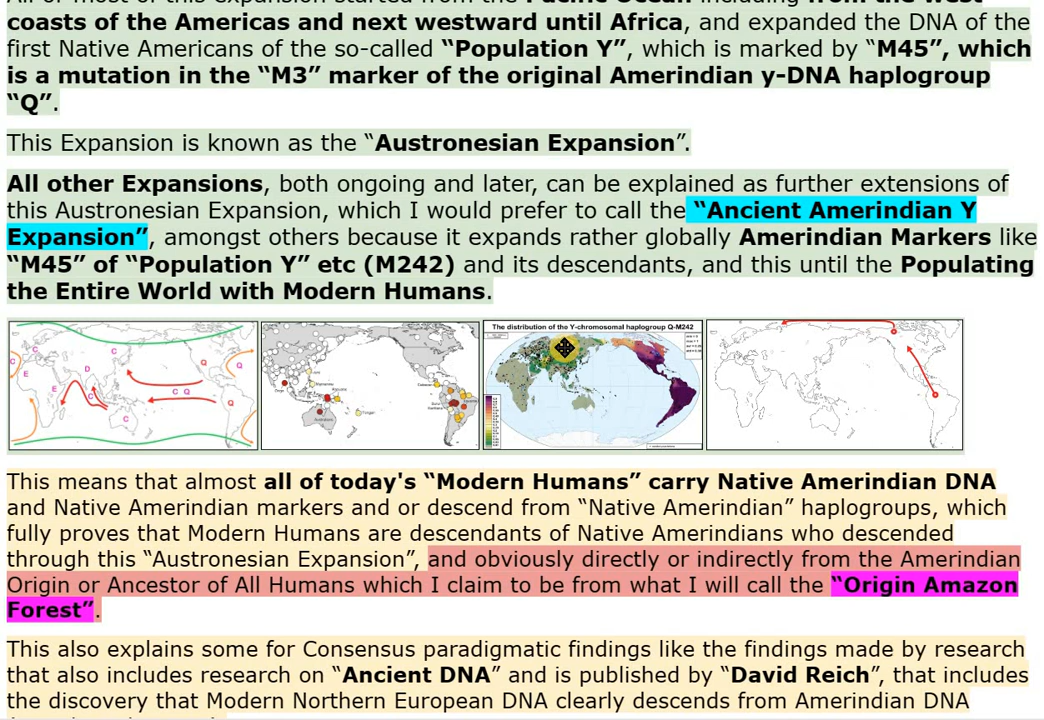 coasts of the Americas and next westward until Africa, and expanded the DNA of the
first Native Americans of the so-called “Population Y”, which is marked by “M45”, which
is a mutation in the “M3” marker of the original Amerindian y-DNA haplogroup
“Q”.
This Expansion is known as the “Austronesian Expansion”.
All other Expansions, both ongoing and later, can be explained as further extensions of
this Austronesian Expansion, which I would prefer to call the “Ancient Amerindian Y
Expansion”, amongst others because it expands rather globally Amerindian Markers like
“M45” of “Population Y” etc (M242) and its descendants, and this until the Populating
the Entire World with Modern Humans.
The distribution of the Y-chromosomal haplogroup Q-M242
C
C
D
Q
Q
E
E
C
C Q
Q
C
This means that almost all of today's “Modern Humans” carry Native Amerindian DNA
and Native Amerindian markers and or descend from “Native Amerindian” haplogroups, which
fully proves that Modern Humans are descendants of Native Amerindians who descended
through this “Austronesian Expansion”, and obviously directly or indirectly from the Amerindian
Origin or Ancestor of All Humans which I claim to be from what I will call the “Origin Amazon
Forest”.
This also explains some for Consensus paradigmatic findings like the findings made by research
that also includes research on “Ancient DNA” and is published by “David Reich”, that includes
the discovery that Modern Northern European DNA clearly descends from Amerindian DNA